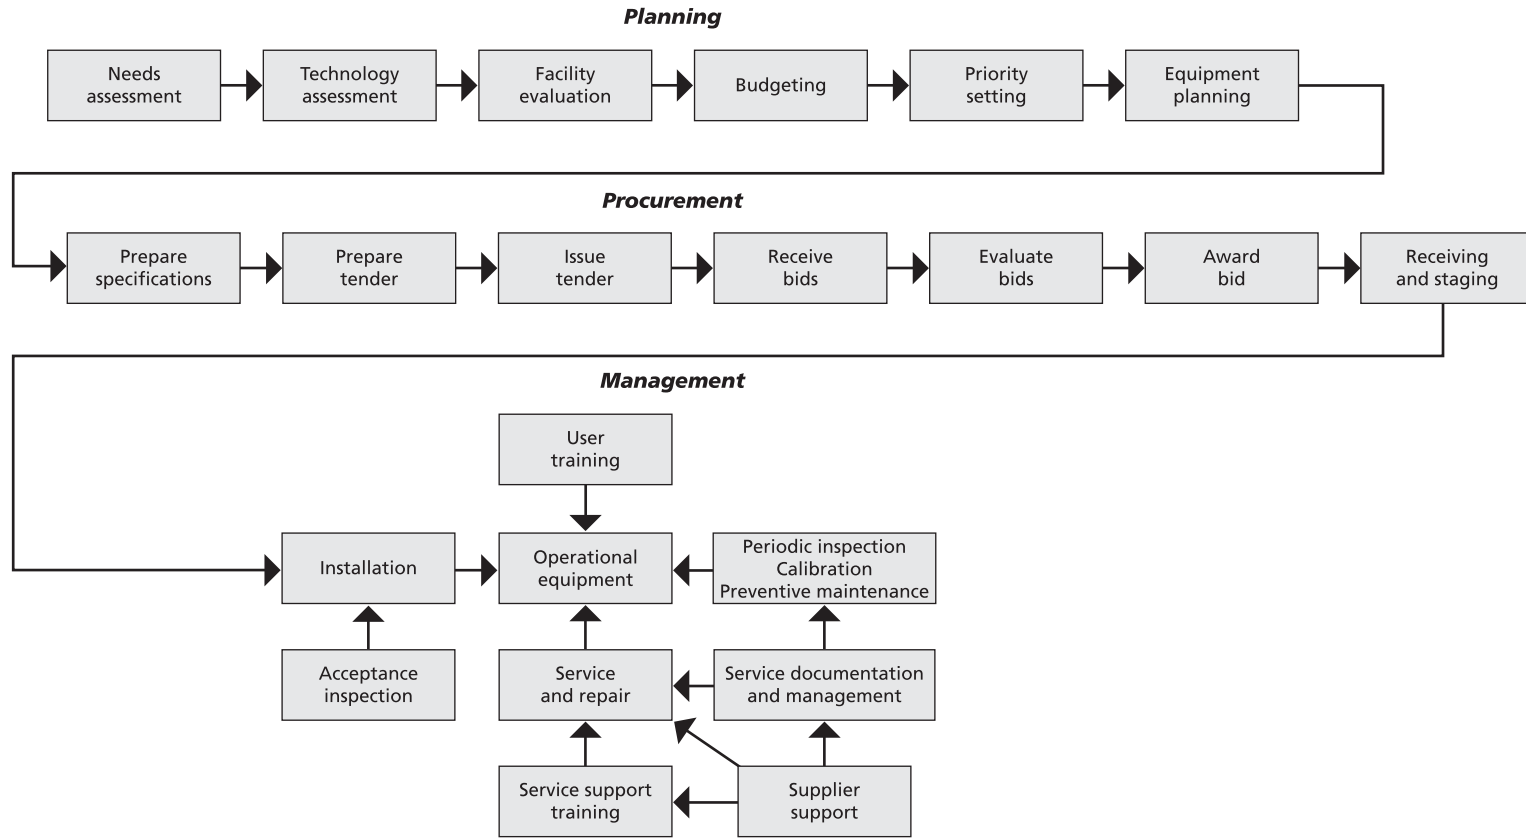 Planning
Needs
assessment
Technology
assessment
Facility
evaluation
Budgeting
Priority
setting
Equipment
planning
Procurement
Prepare
specifications
Prepare
tender
Issue
tender
Receive
bids
Evaluate
bids
Award
bid
Receiving
and staging
Management
User
training
Installation
Operational
equipment
Periodic inspection
Calibration
Preventive maintenance
Acceptance
inspection
Service
and repair
Service documentation
and management
Service support
training
Supplier
support